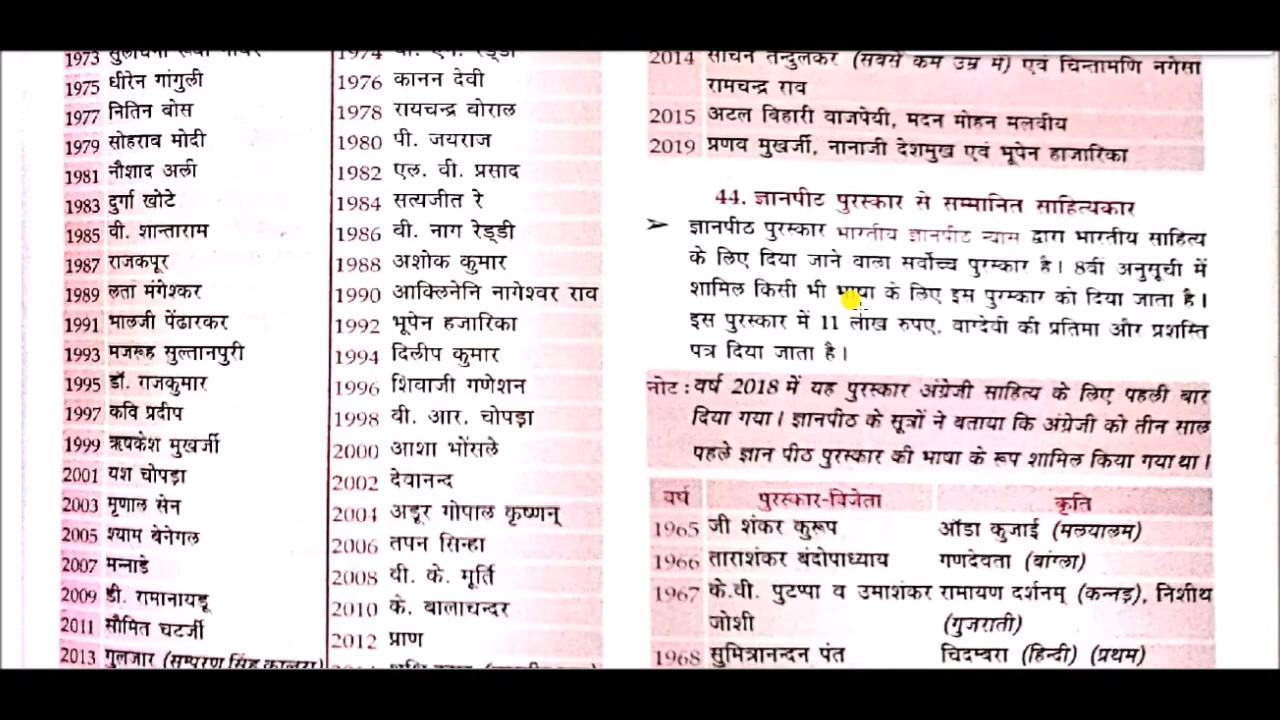 1973
1975 धीरेन गांगुली
1977 नितिन बोस
1979 सोहराब मोदी
1981 नौशाद अली
1983 दुर्गा खोटे
1985 वी. शान्ताराम
1987 राजकपूर
1989 लता मंगेश्कर
1991 भालजी पेंढारकर
1993 मजरूह सुल्तानपुरी
1995 डॉ. राजकुमार
1997 कवि प्रदीप
1999 ऋषकेश मुखर्जी
2001 यश चोपड़ा
2003 मृणाल सेन
2005 श्याम बेनेगल
2007 मन्नाडे
2009 डी. रामानायडू
2011 सौमित चटर्जी
2013 गुलजार (सम्पूरण सिंह कालरा)
1974
1976 कानन देवी
1978 रायचन्द्र बोराल
1980 पी. जयराज
1982 एल. वी. प्रसाद
1984 सत्यजीत रे
1986 वी. नाग रेड्डी
1988 अशोक कुमार
1990 आक्लिनेनि नागेश्वर राव
1992 भूपेन हजारिका
1994 दिलीप कुमार
1996 शिवाजी गणेशन
1998 बी. आर. चोपड़ा
2000 आशा भोंसले
2002 देवानन्द
2004 अडूर गोपाल कृष्णन्
2006 तपन सिन्हा
2008 वी. के. मूर्ति
2010 के. बालाचन्दर
2012 प्राण
2014 सचिन तेन्दुलकर (सबसे कम उम्र में) एवं चिन्तामणि नगेसा
रामचन्द्र राव
2015 अटल बिहारी वाजपेयी, मदन मोहन मलवीय
2019 प्रणव मुखर्जी, नानाजी देशमुख एवं भूपेन हाजारिका
44. ज्ञानपीट पुरस्कार से सम्मानित साहित्यकार
➢ ज्ञानपीठ पुरस्कार भारतीय ज्ञानपीट न्यास द्वारा भारतीय साहित्य
के लिए दिया जाने वाला सर्वोच्च पुरस्कार है। 8वीं अनुसूची में
शामिल किसी भी भाषा के लिए इस पुरस्कार को दिया जाता है।
इस पुरस्कार में 11 लाख रुपए, वाग्देवी की प्रतिमा और प्रशस्ति
पत्र दिया जाता है।
नोट : वर्ष 2018 में यह पुरस्कार अंग्रेजी साहित्य के लिए पहली बार
दिया गया। ज्ञानपीठ के सूत्रों ने बताया कि अंग्रेजी को तीन साल
पहले ज्ञान पीठ पुरस्कार की भाषा के रूप शामिल किया गया था।
वर्ष पुरस्कार-विजेता कृति
1965 जी शंकर कुरूप ऑडा कुजाई (मलयालम)
1966 ताराशंकर बंदोपाध्याय गणदेवता (बांग्ला)
1967 के.वी. पुटप्पा व उमाशंकर रामायण दर्शनम् (कन्नड़), निशीथ
जोशी (गुजराती)
1968 सुमित्रानन्दन पंत चिदम्बरा (हिन्दी) (प्रथम)